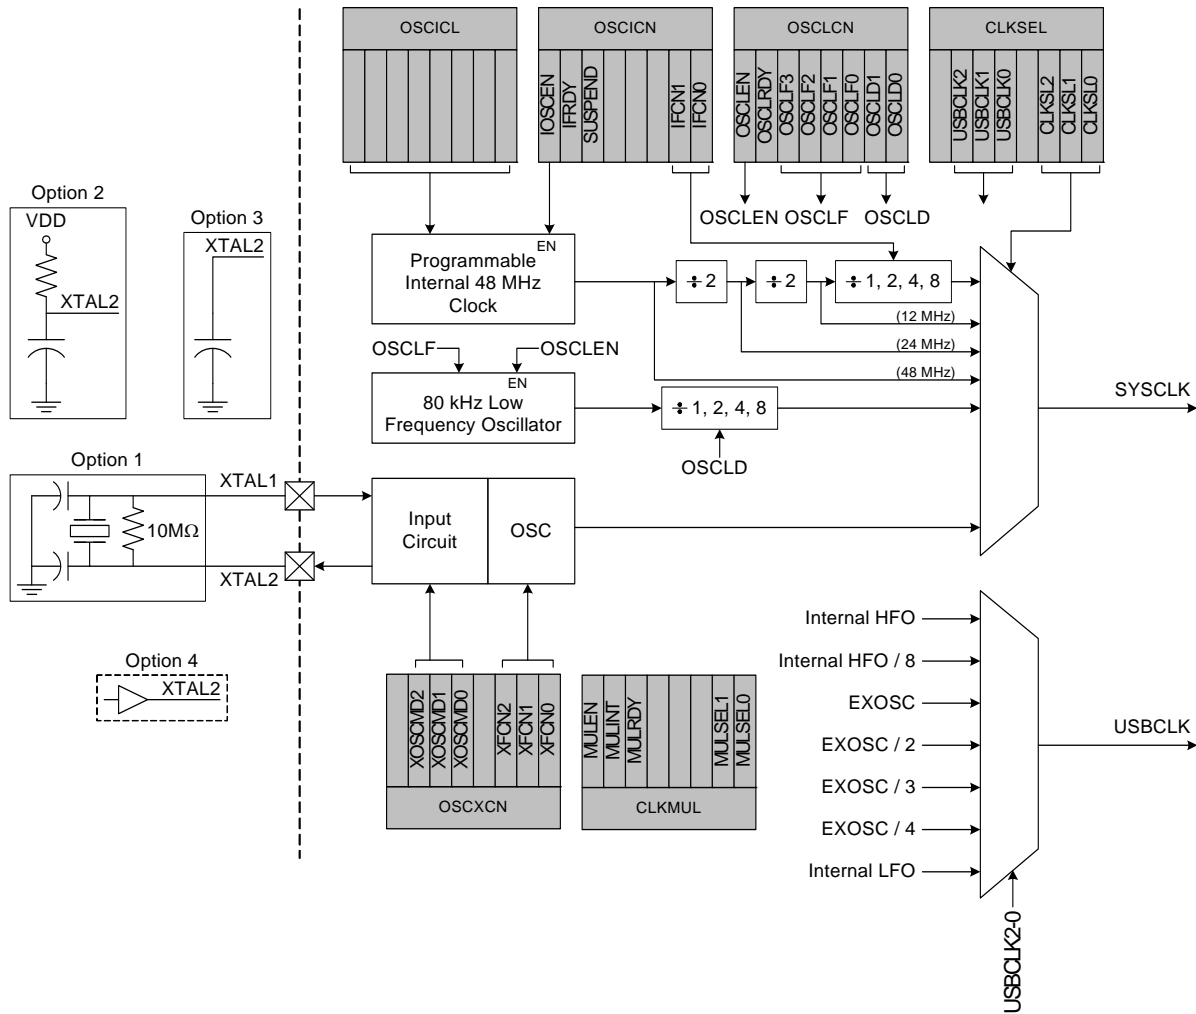 OSCICL
OSCICN
OSCLCN
CLKSEL
IOSCEN
IFRDY
SUSPEND
IFCN1
IFCN0
OSCLEN
OSCLRDY
OSCLF3
OSCLF2
OSCLF1
OSCLF0
OSCLD1
OSCLD0
USBCLK2
USBCLK1
USBCLK0
CLKSL2
CLKSL1
CLKSL0
OSCLEN
OSCLF
OSCLD
Option 2
VDD
XTAL2
Option 3
XTAL2
EN
Programmable
Internal 48 MHz
Clock
÷ 2
÷ 2
÷ 1, 2, 4, 8
(12 MHz)
(24 MHz)
(48 MHz)
OSCLF
OSCLEN
EN
80 kHz Low
Frequency Oscillator
÷ 1, 2, 4, 8
OSCLD
SYSCLK
Option 1
XTAL1
10MΩ
XTAL2
Input
Circuit
OSC
Option 4
XTAL2
XOSCMD2
XOSCMD1
XOSCMD0
XFCN2
XFCN1
XFCN0
OSCXCN
MULEN
MULINT
MULRDY
MULSEL1
MULSEL0
CLKMUL
Internal HFO
Internal HFO / 8
EXOSC
EXOSC / 2
EXOSC / 3
EXOSC / 4
Internal LFO
USBCLK
USBCLK2-0